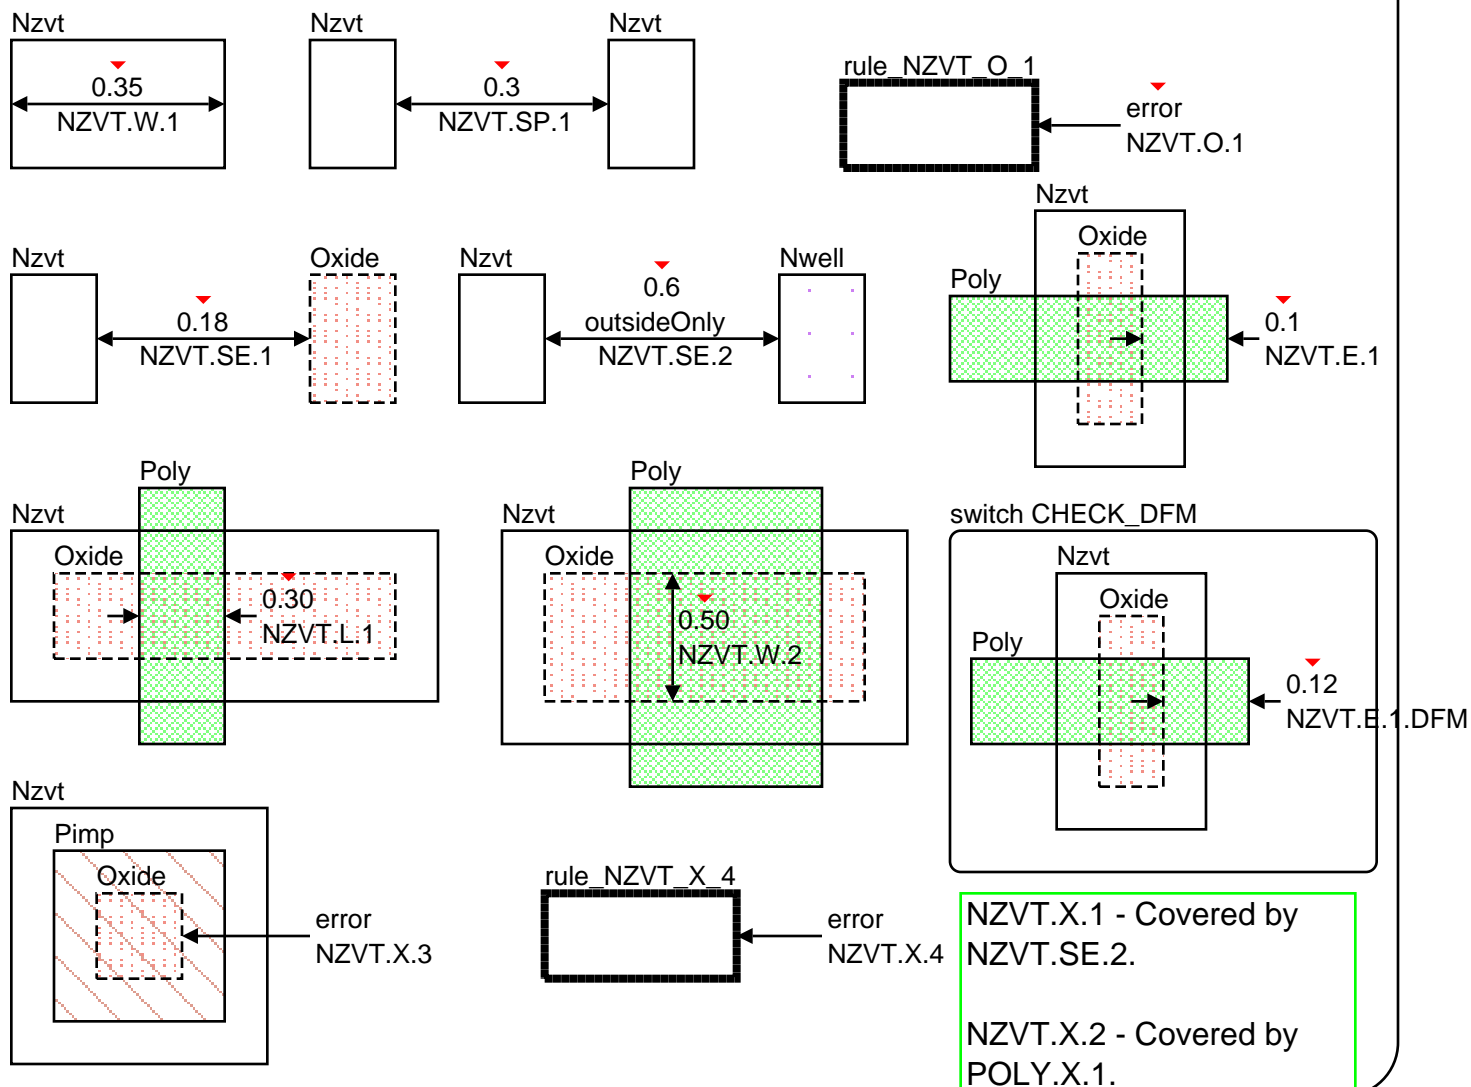 Nzvt
0.35
NZVT.W.1
Nzvt
Nzvt
0.3
NZVT.SP.1
rule_NZVT_O_1
error
NZVT.O.1
Nzvt
Oxide
0.18
NZVT.SE.1
Nzvt
Nwell
0.6
outsideOnly
NZVT.SE.2
Nzvt
Oxide
Poly
0.1
NZVT.E.1
Poly
Nzvt
Oxide
0.30
NZVT.L.1
Poly
Nzvt
Oxide
0.50
NZVT.W.2
switch CHECK_DFM
Nzvt
Oxide
Poly
0.12
NZVT.E.1.DFM
Nzvt
Pimp
Oxide
error
NZVT.X.3
rule_NZVT_X_4
error
NZVT.X.4
NZVT.X.1 - Covered by
NZVT.SE.2.
NZVT.X.2 - Covered by
POLY.X.1.